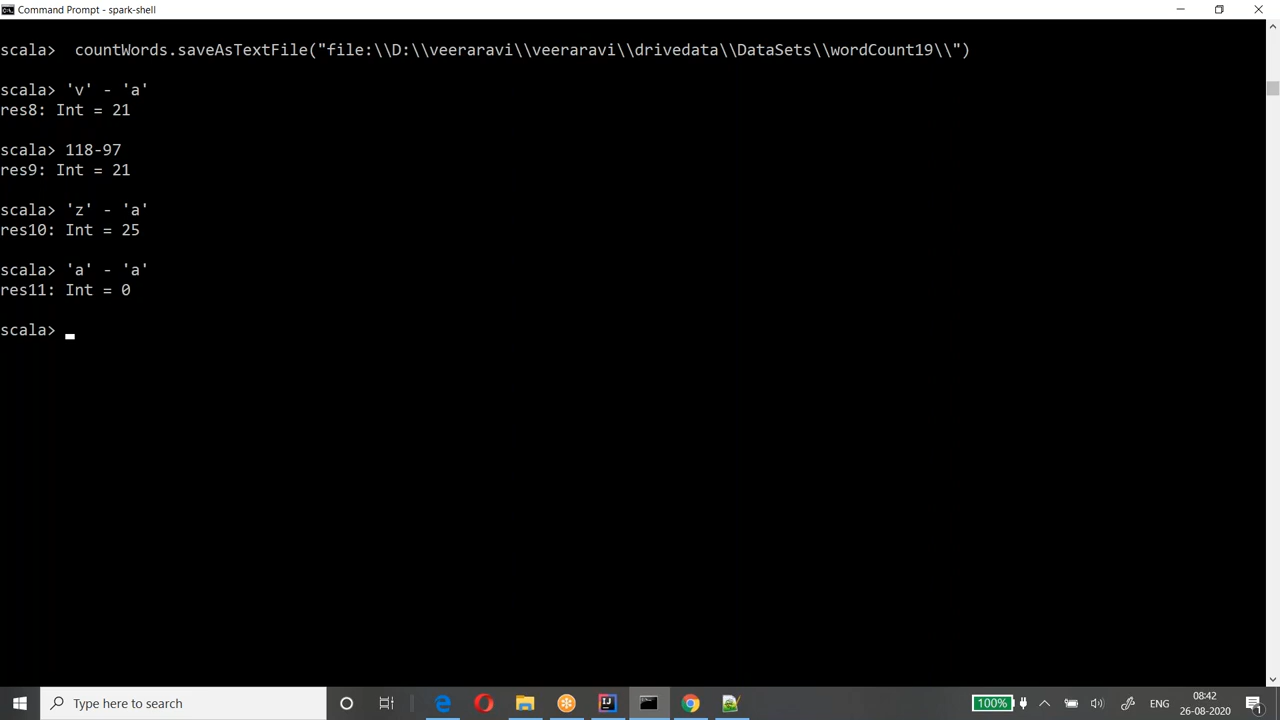 Command Prompt - spark-shell
scala>  countWords.saveAsTextFile("file:\\D:\\veeraravi\\veeraravi\\drivedata\\DataSets\\wordCount19\\")
scala> 'v' - 'a'
res8: Int = 21
scala> 118-97
res9: Int = 21
scala> 'z' - 'a'
res10: Int = 25
scala> 'a' - 'a'
res11: Int = 0
scala>
Type here to search
100%
ENG
08:42
26-08-2020
1